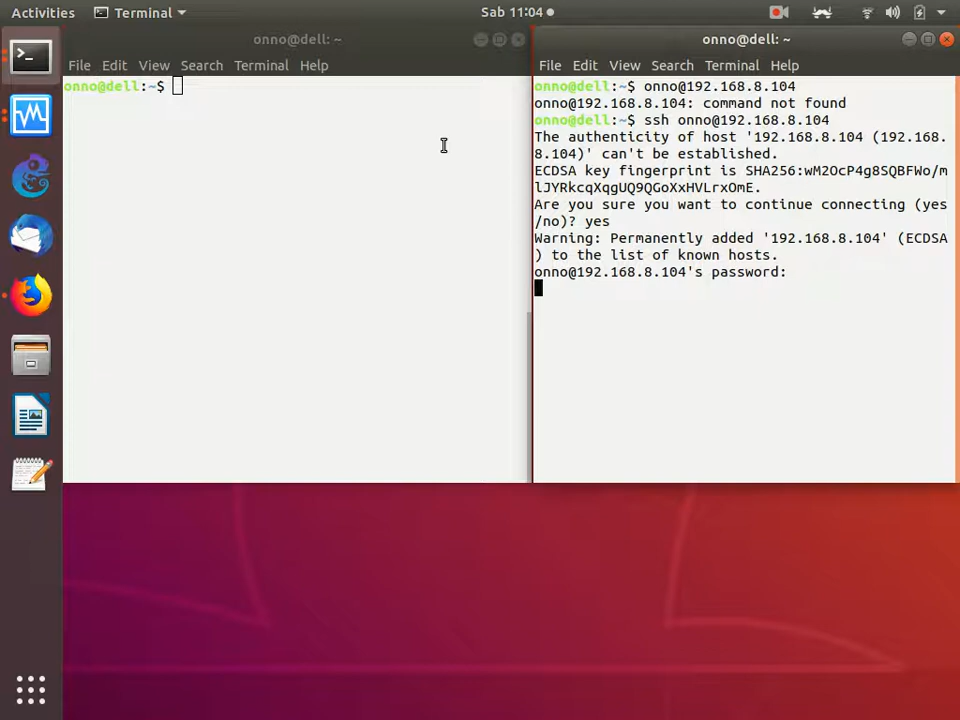 Activities Terminal Sab 11:04
onno@dell: ~
File Edit View Search Terminal Help
onno@dell:~$
onno@dell: ~
File Edit View Search Terminal Help
onno@dell:~$ onno@192.168.8.104
onno@192.168.8.104: command not found
onno@dell:~$ ssh onno@192.168.8.104
The authenticity of host '192.168.8.104 (192.168.
8.104)' can't be established.
ECDSA key fingerprint is SHA256:wM2OcP4g8SQBFWo/m
lJYRkcqXqgUQ9QGoXxHVLrxOmE.
Are you sure you want to continue connecting (yes
/no)? yes
Warning: Permanently added '192.168.8.104' (ECDSA
) to the list of known hosts.
onno@192.168.8.104's password: